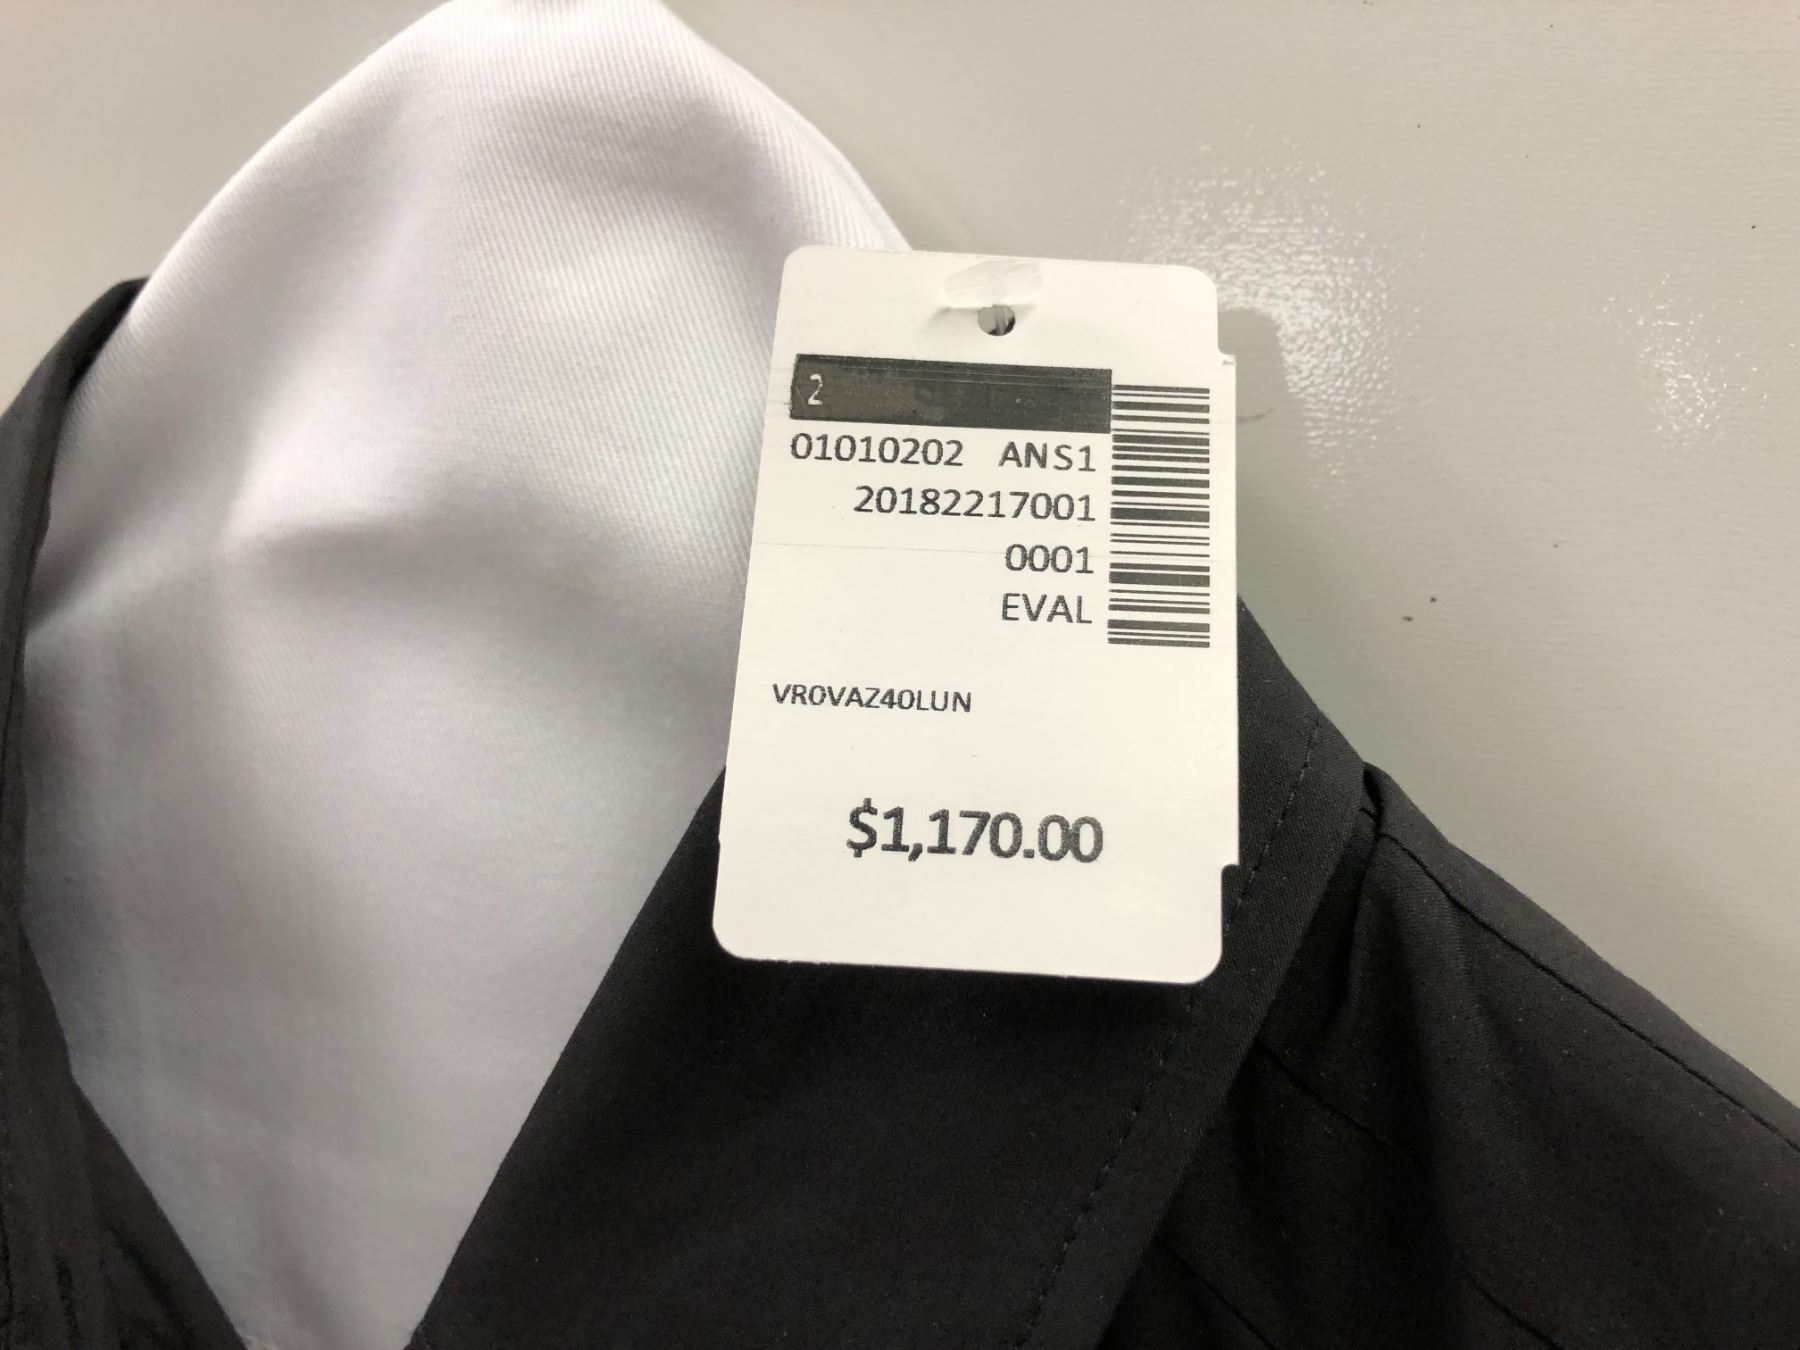 2
01010202 ANS1
20182217001
0001
EVAL
VR0VAZ40LUN
$1,170.00